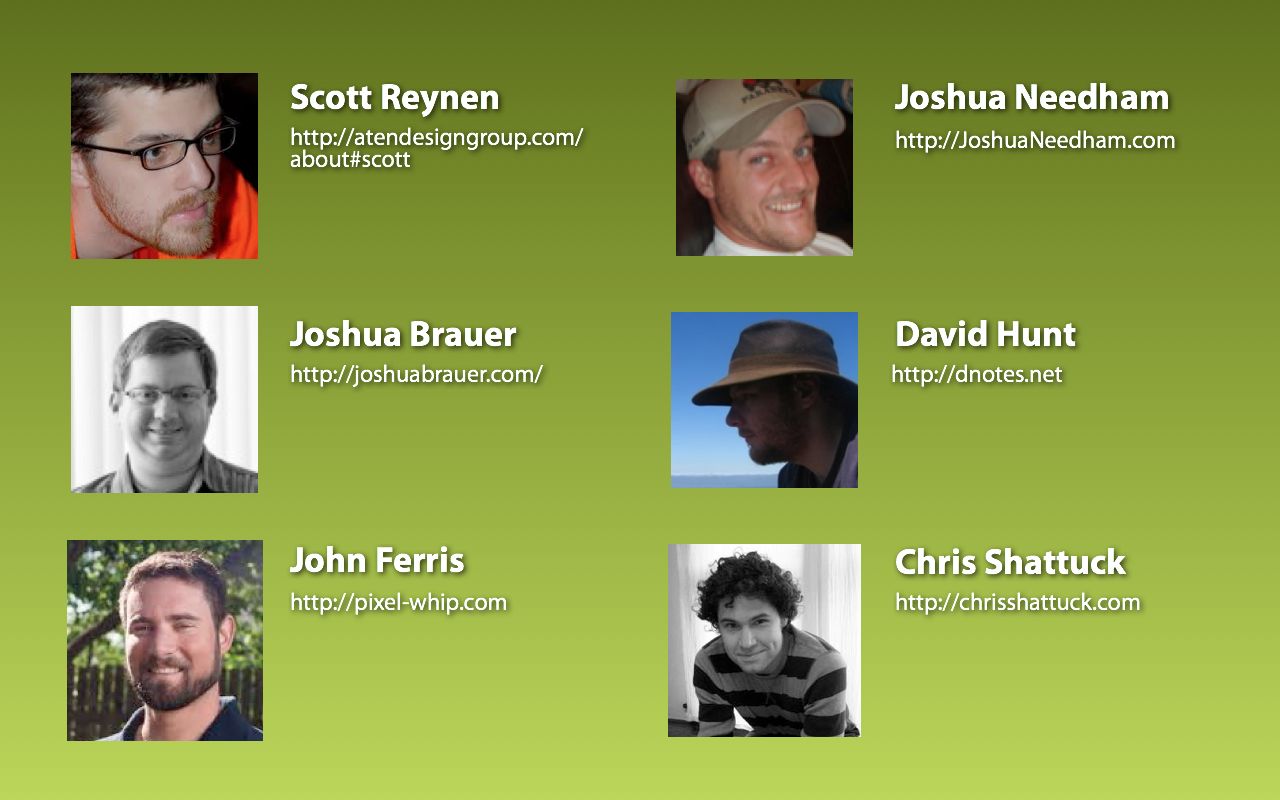 Scott Reynen
http://atendesigngroup.com/
about#scott
Joshua Needham
http://JoshuaNeedham.com
Joshua Brauer
http://joshuabrauer.com/
David Hunt
http://dnotes.net
John Ferris
http://pixel-whip.com
Chris Shattuck
http://chrisshattuck.com